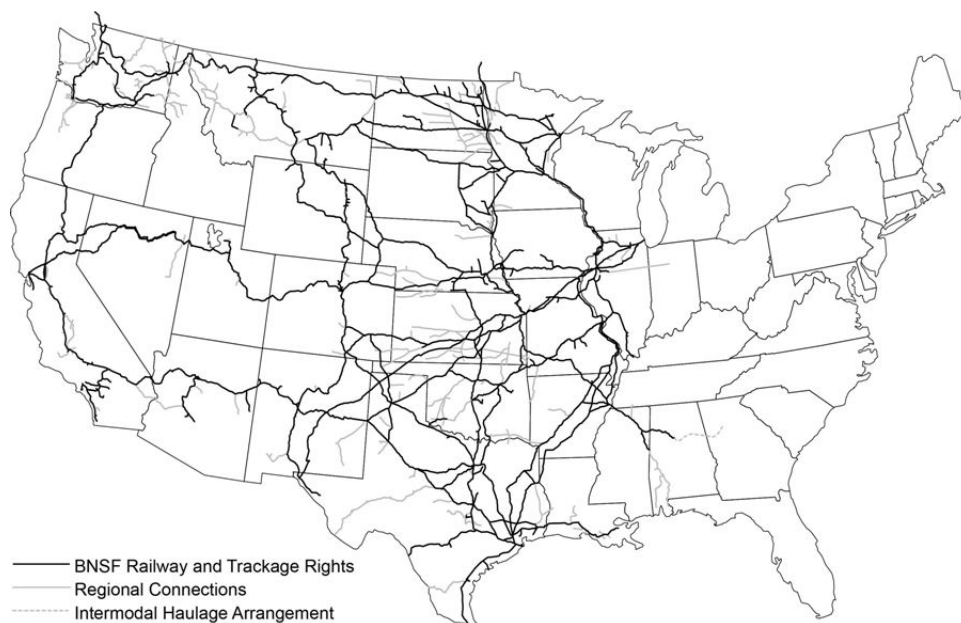 BNSF Railway and Trackage Rights
Regional Connections
Intermodal Haulage Arrangement